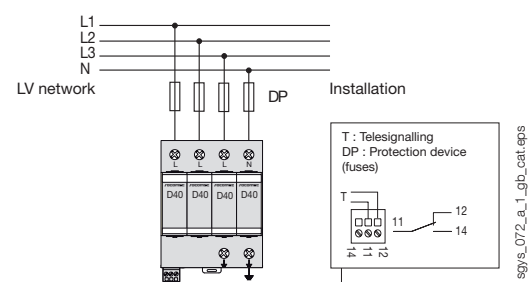 L1
L2
L3
N
LV network
DP
Installation
L L L N
D40 D40 D40 D40
T : Telesignalling
DP : Protection device
(fuses)
T
11
12
14
14 11 12
sgys_072_a_1_gb_cat.eps